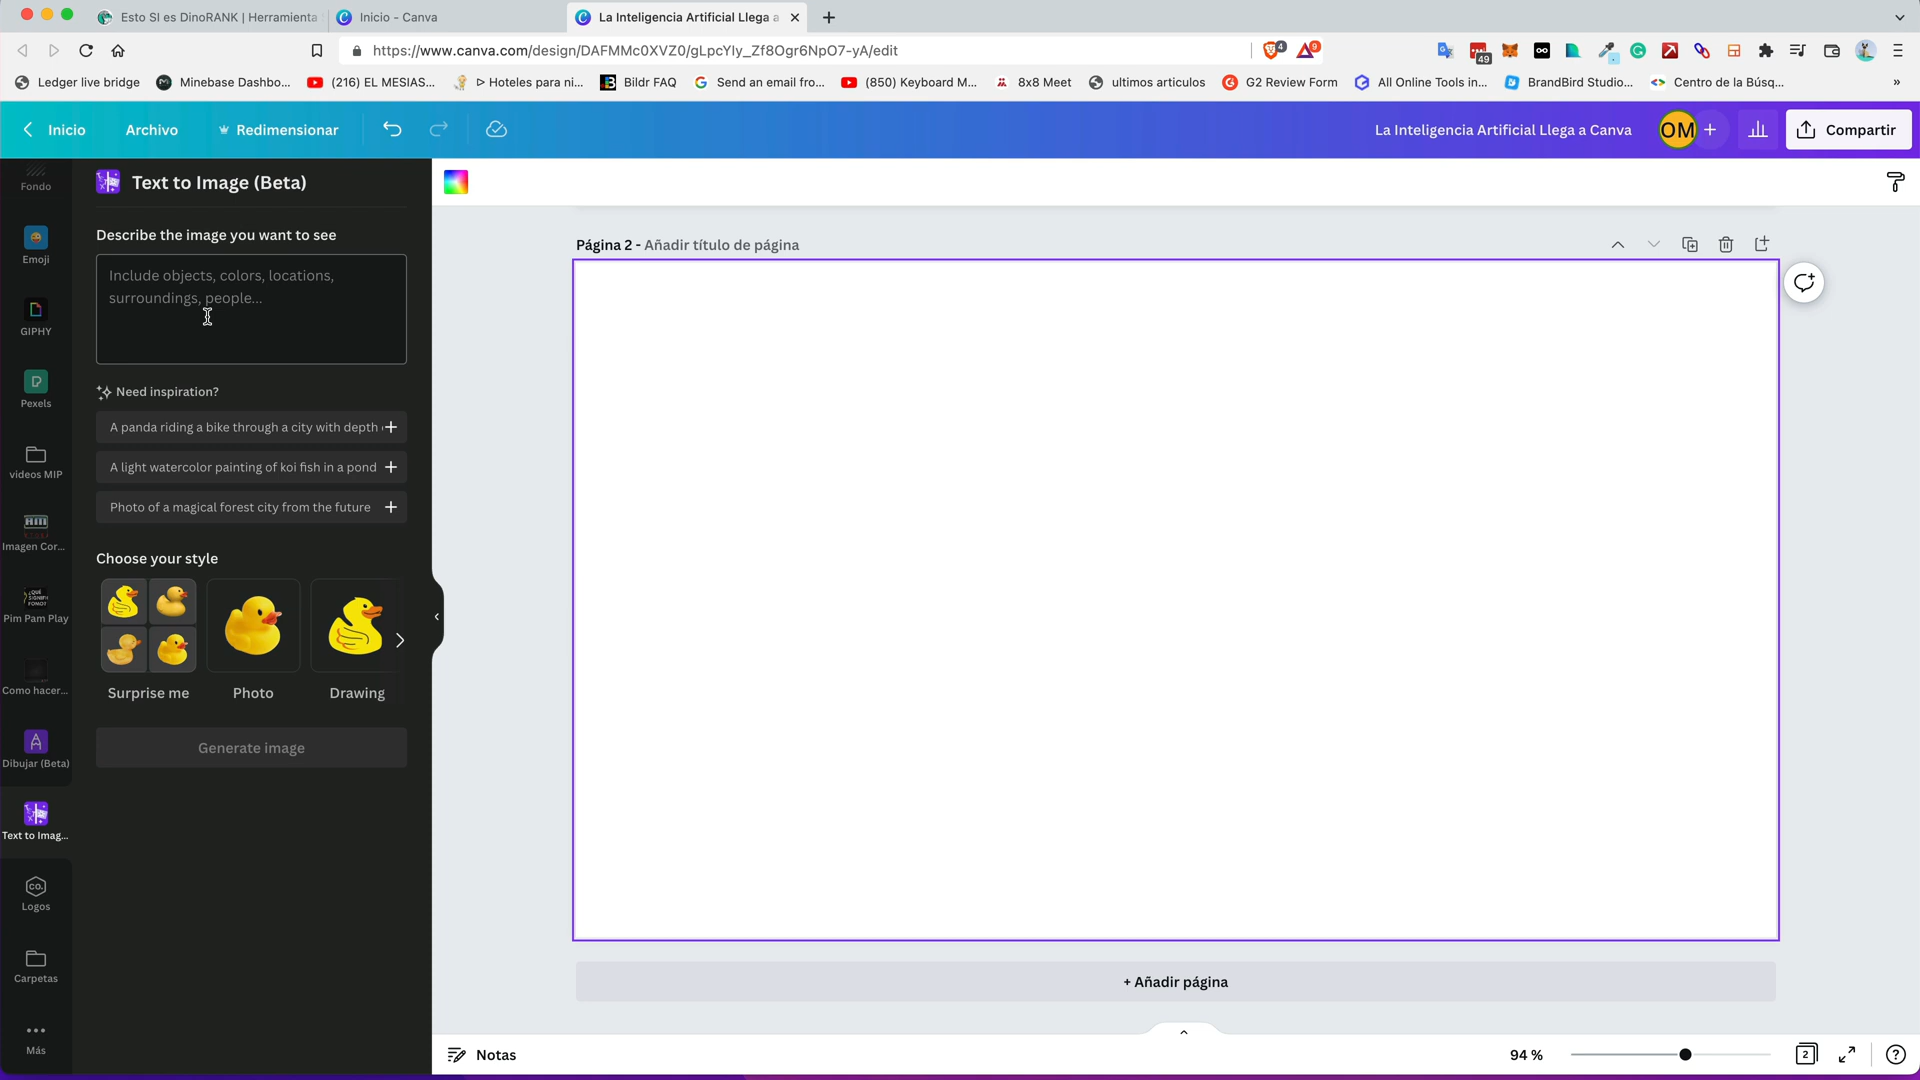 Esto SI es DinoRANK | Herramienta
Inicio - Canva
La Inteligencia Artificial Llega a
https://www.canva.com/design/DAFMMc0XVZ0/gLpcYIy_Zf8Ogr6NpO7-yA/edit
4
9
49
Ledger live bridge
Minebase Dashbo...
(216) EL MESIAS...
ᐅ Hoteles para ni...
Bildr FAQ
Send an email fro...
(850) Keyboard M...
8x8 Meet
ultimos articulos
G2 Review Form
All Online Tools in...
BrandBird Studio...
Centro de la Búsq...
»
Inicio
Archivo
Redimensionar
La Inteligencia Artificial Llega a Canva
OM
+
Compartir
Fondo
Emoji
GIPHY
Pexels
videos MIP
Imagen Cor...
Pim Pam Play
Como hacer...
Dibujar (Beta)
Text to Imag...
CO.
Logos
Carpetas
Más
Text to Image (Beta)
Describe the image you want to see
Include objects, colors, locations,
surroundings, people...
Need inspiration?
A panda riding a bike through a city with depth
A light watercolor painting of koi fish in a pond
Photo of a magical forest city from the future
Choose your style
Surprise me
Photo
Drawing
Generate image
Página 2 - Añadir título de página
+ Añadir página
Notas
94 %
2
?